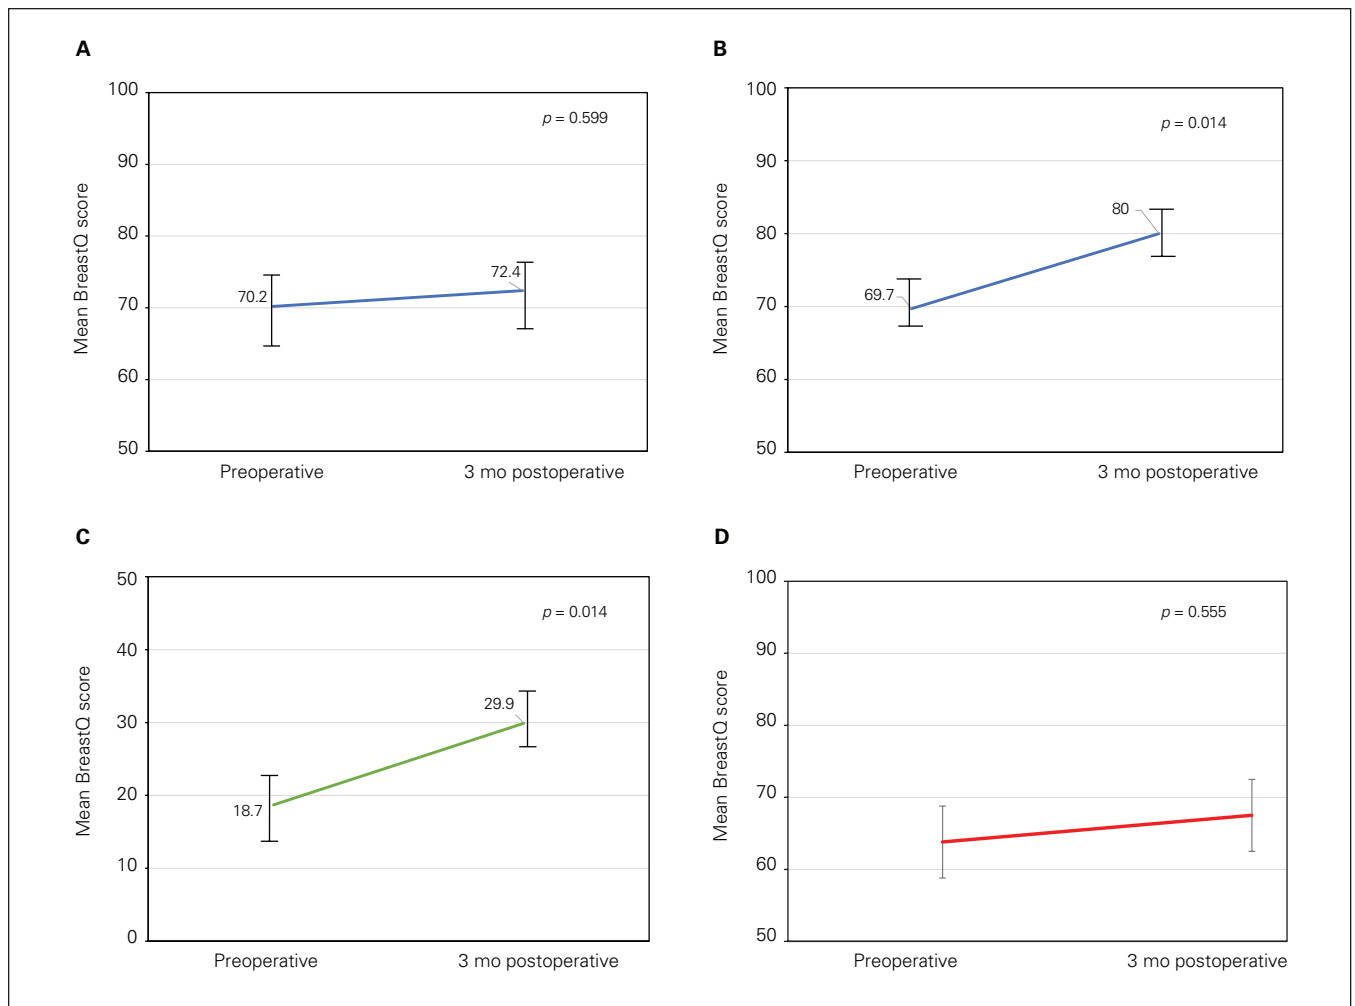 A
100
90
80
70
60
50
Mean BreastQ score
p = 0.599
70.2
72.4
Preoperative
3 mo postoperative
B
100
90
80
70
60
50
Mean BreastQ score
p = 0.014
69.7
80
Preoperative
3 mo postoperative
C
50
40
30
20
10
0
Mean BreastQ score
p = 0.014
18.7
29.9
Preoperative
3 mo postoperative
D
100
90
80
70
60
50
Mean BreastQ score
p = 0.555
Preoperative
3 mo postoperative